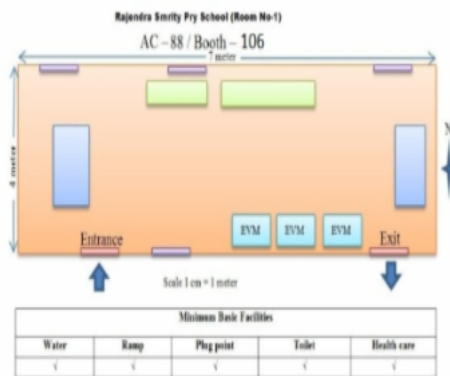 Rajendra Smrity Pry School (Room No-1)
AC – 88 / Booth – 106
7 meter
4 meter
N
EVM EVM EVM
Entrance
Exit
Scale 1 cm = 1 meter
Minimum Basic Facilities
Water Ramp Plug point Toilet Health care
√ √ √ √ √